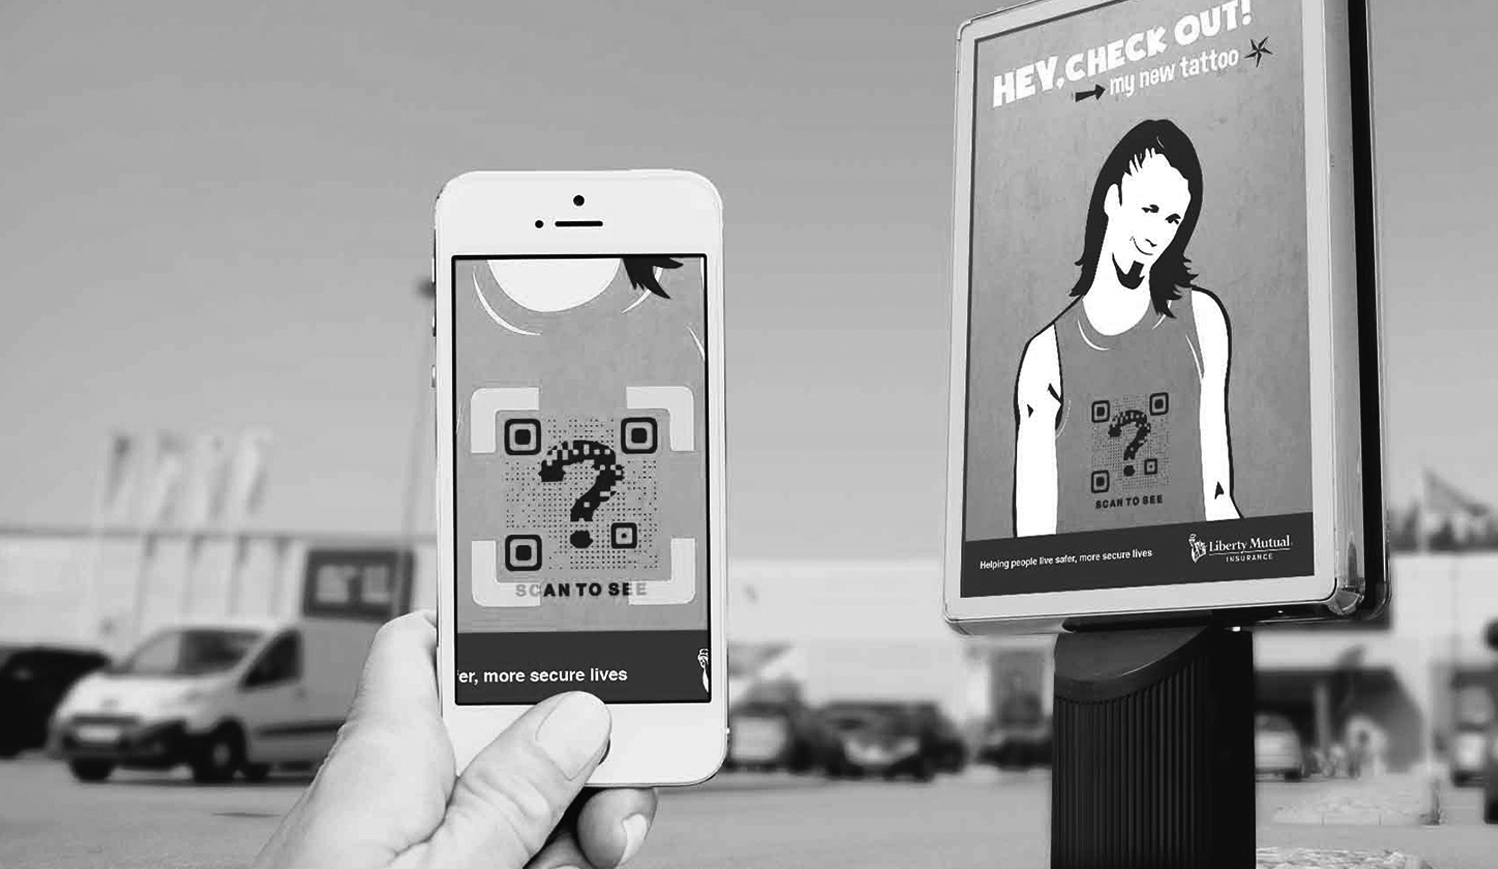 HEY, CHECK OUT!
my new tattoo
SCAN TO SEE
Helping people live safer, more secure lives
Liberty Mutual
INSURANCE
SCAN TO SEE
er, more secure lives